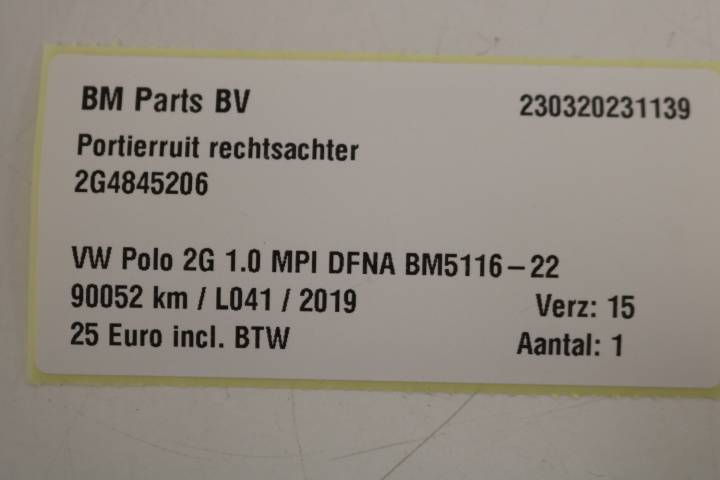 BM Parts BV 230320231139
Portierruit rechtsachter
2G4845206
VW Polo 2G 1.0 MPI DFNA BM5116-22
90052 km / L041 / 2019 Verz: 15
25 Euro incl. BTW Aantal: 1